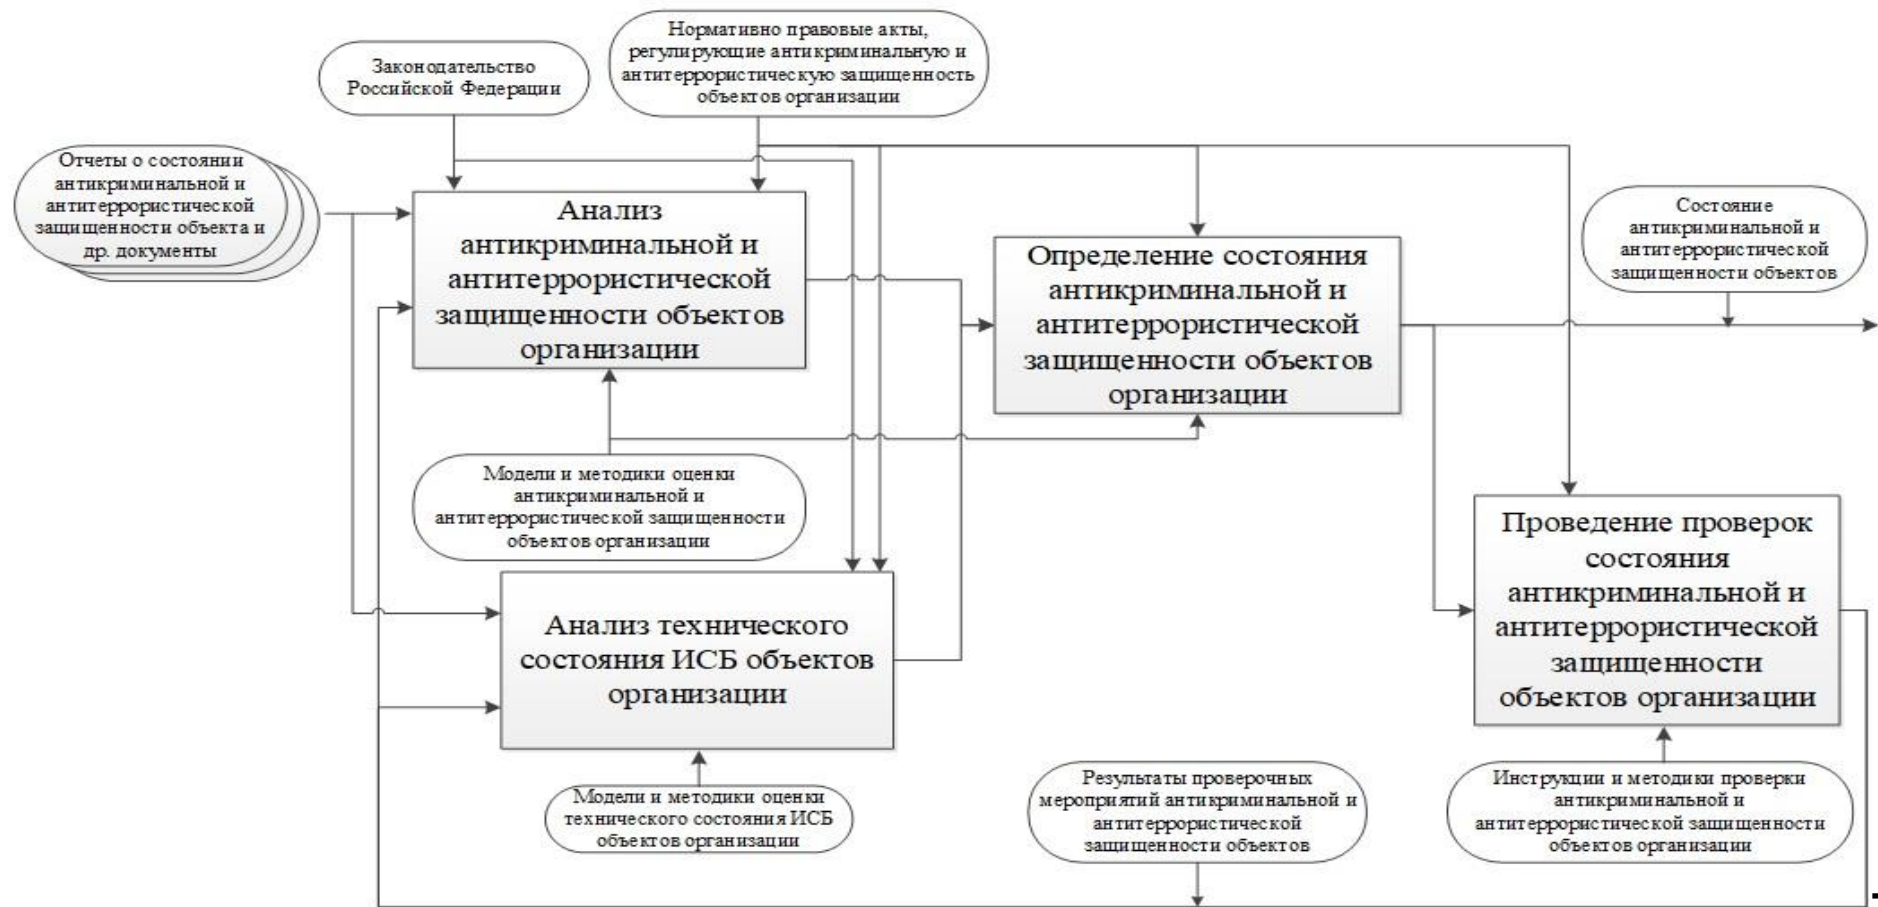 Нормативно правовые акты,
регулирующие антикриминальную и
антитеррористическую защищенность
объектов организации
Законодательство
Российской Федерации
Отчеты о состоянии
антикриминальной и
антитеррористической
защищенности объекта и
др. документы
Анализ
антикриминальной и
антитеррористической
защищенности объектов
организации
Определение состояния
антикриминальной и
антитеррористической
защищенности объектов
организации
Состояние
антикриминальной и
антитеррористической
защищенности объектов
Модели и методики оценки
антикриминальной и
антитеррористической защищенности
объектов организации
Проведение проверок
состояния
антикриминальной и
антитеррористической
защищенности
объектов организации
Анализ технического
состояния ИСБ объектов
организации
Модели и методики оценки
технического состояния ИСБ
объектов организации
Результаты проверочных
мероприятий антикриминальной и
антитеррористической
защищенности объектов
Инструкции и методики проверки
антикриминальной и
антитеррористической защищенности
объектов организации